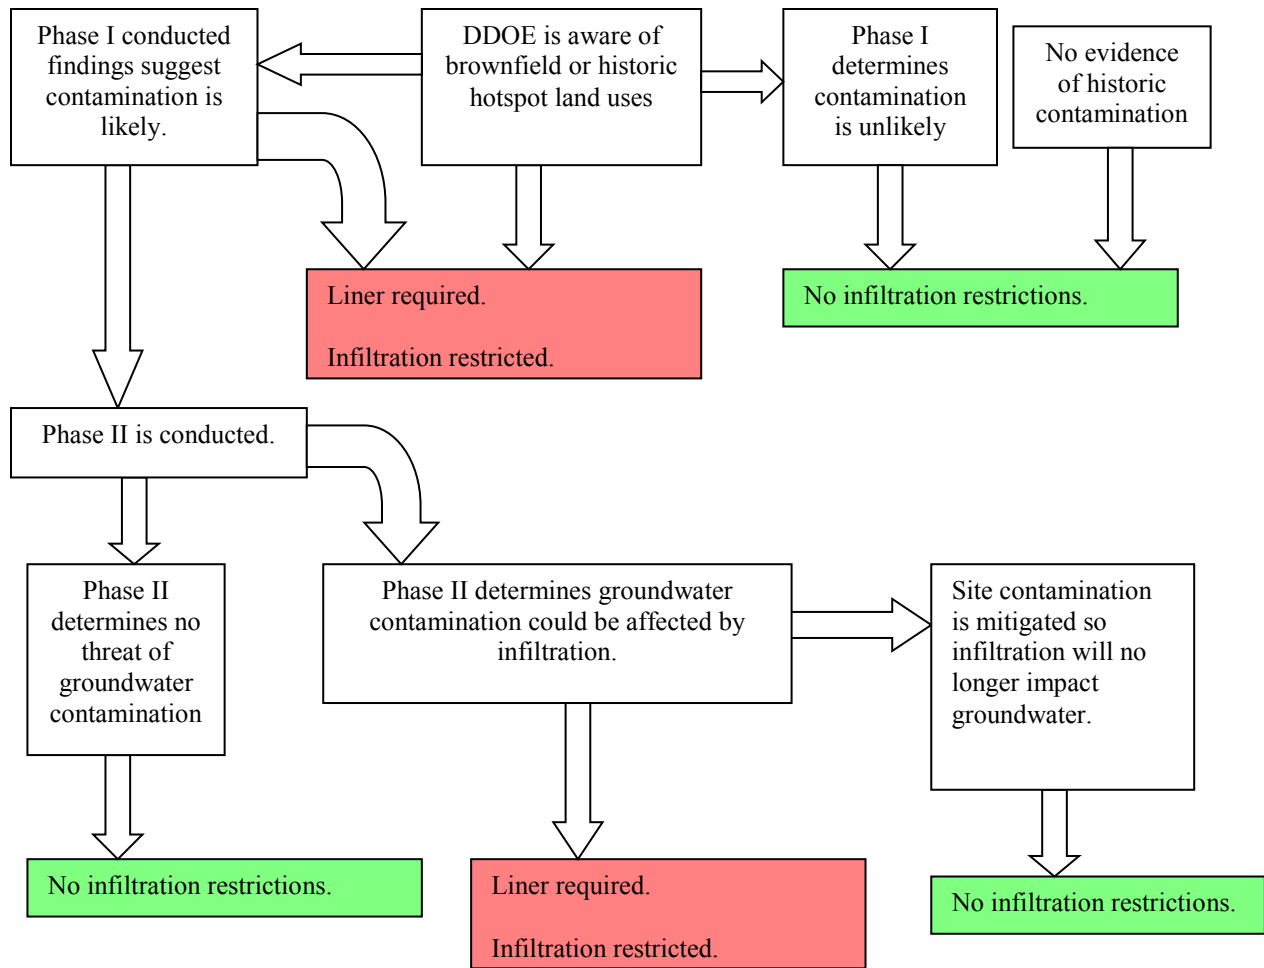 Phase I conducted
findings suggest
contamination is
likely.
DDOE is aware of
brownfield or historic
hotspot land uses
Phase I
determines
contamination
is unlikely
No evidence
of historic
contamination
Liner required.
Infiltration restricted.
No infiltration restrictions.
Phase II is conducted.
Phase II
determines no
threat of
groundwater
contamination
Phase II determines groundwater
contamination could be affected by
infiltration.
Site contamination
is mitigated so
infiltration will no
longer impact
groundwater.
No infiltration restrictions.
Liner required.
Infiltration restricted.
No infiltration restrictions.